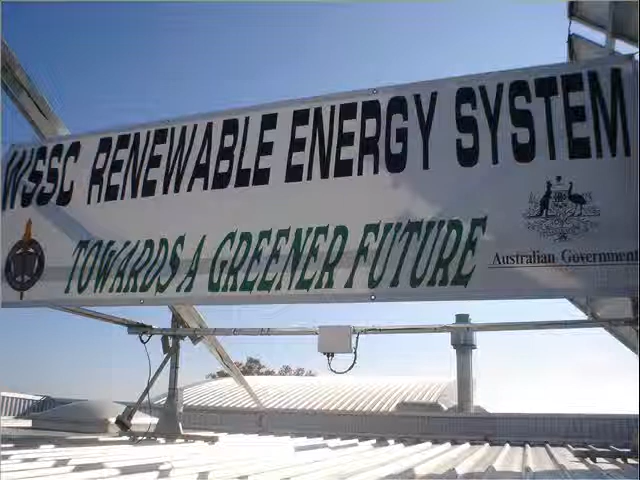 WSSC RENEWABLE ENERGY SYSTEM
TOWARDS A GREENER FUTURE
Australian Government